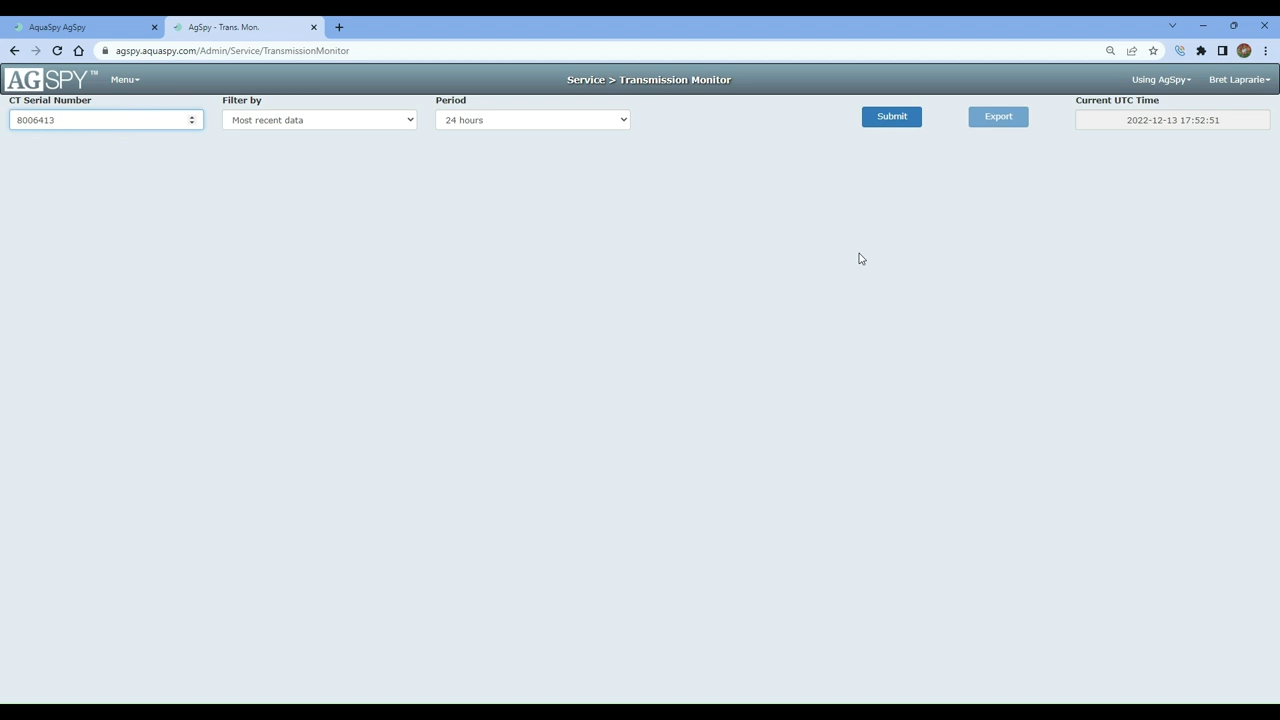 AquaSpy AgSpy
AgSpy - Trans. Mon.
agspy.aquaspy.com/Admin/Service/TransmissionMonitor
AGSPY™
Menu
Service > Transmission Monitor
Using AgSpy
Bret Laprarie
CT Serial Number
Filter by
Period
Current UTC Time
8006413
Most recent data
24 hours
Submit
Export
2022-12-13 17:52:51